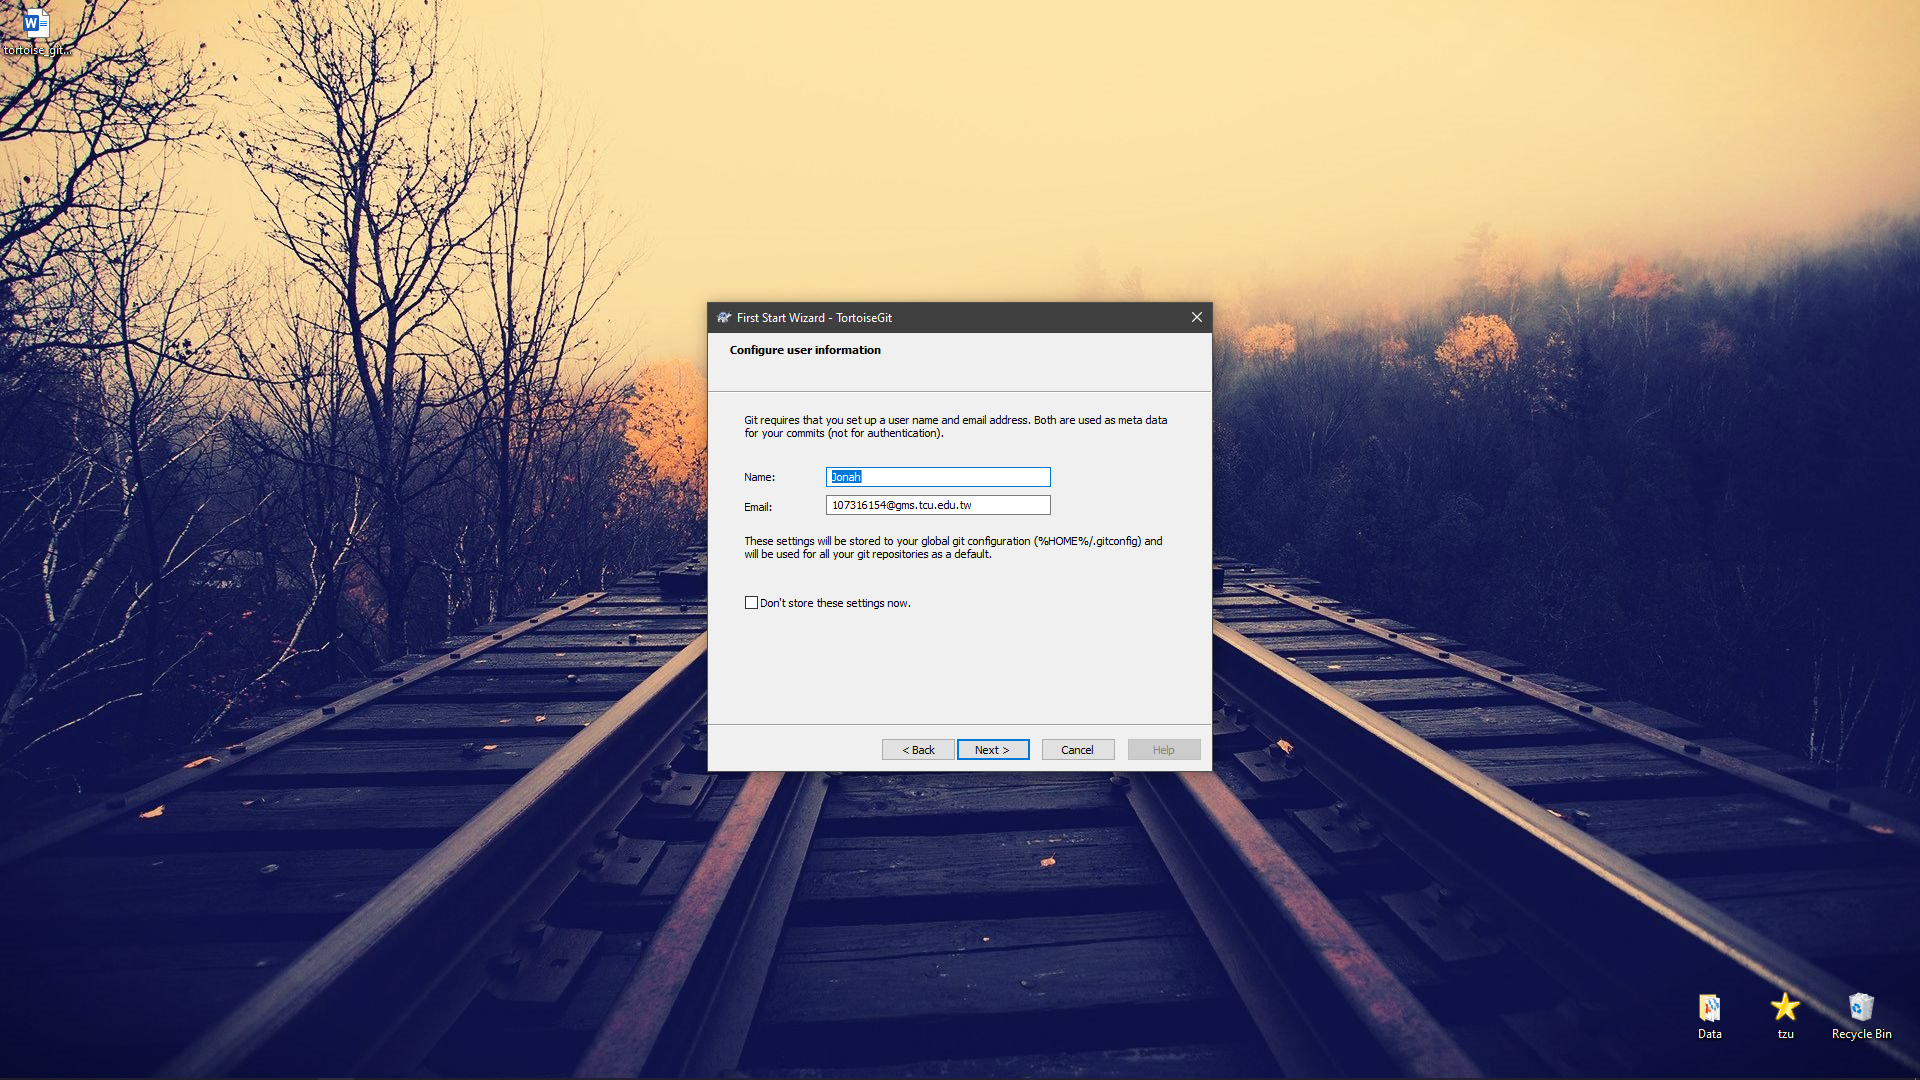 tortoise_git...
First Start Wizard - TortoiseGit
Configure user information
Git requires that you set up a user name and email address. Both are used as meta data
for your commits (not for authentication).
Name: Jonah
Email: 107316154@gms.tcu.edu.tw
These settings will be stored to your global git configuration (%HOME%/.gitconfig) and
will be used for all your git repositories as a default.
Don't store these settings now.
< Back Next > Cancel Help
Data tzu Recycle Bin